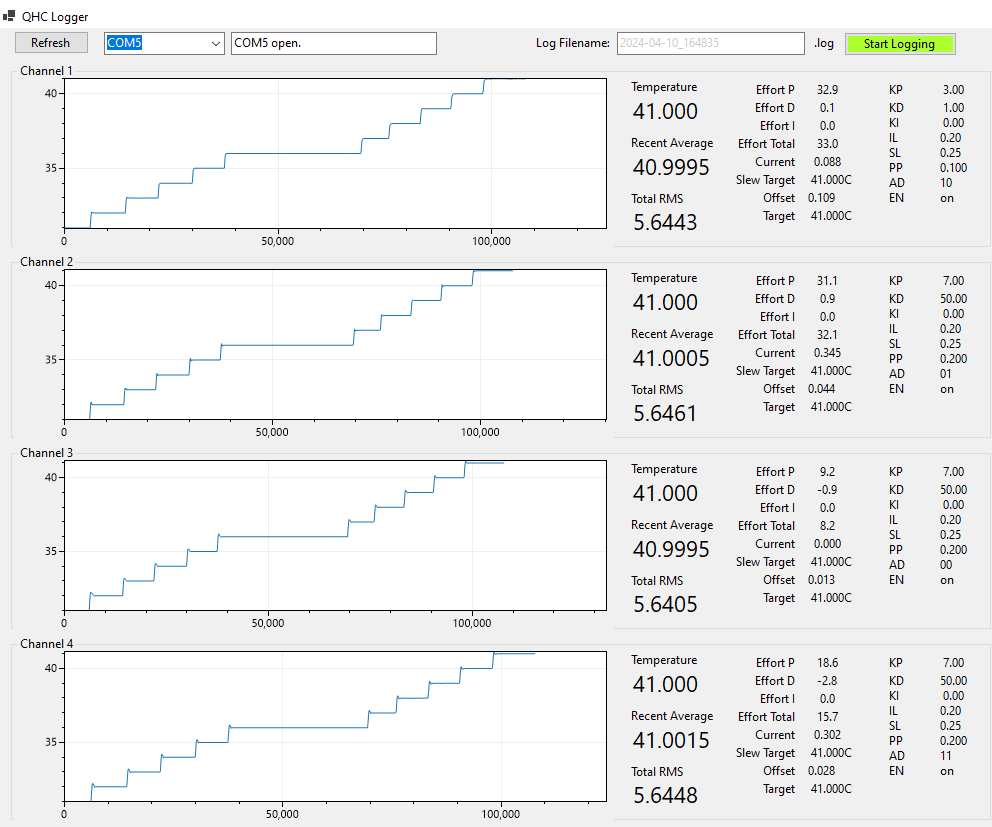 QHC Logger
Refresh COM5 COM5 open. Log Filename: 2024-04-10_164835 .log Start Logging
Channel 1
40
35
0 50,000 100,000
Temperature
41.000
Recent Average
40.9995
Total RMS
5.6443
Effort P 32.9
Effort D 0.1
Effort I 0.0
Effort Total 33.0
Current 0.088
Slew Target 41.000C
Offset 0.109
Target 41.000C
KP 3.00
KD 1.00
KI 0.00
IL 0.20
SL 0.25
PP 0.100
AD 10
EN on
Channel 2
40
35
0 50,000 100,000
Temperature
41.000
Recent Average
41.0005
Total RMS
5.6461
Effort P 31.1
Effort D 0.9
Effort I 0.0
Effort Total 32.1
Current 0.345
Slew Target 41.000C
Offset 0.044
Target 41.000C
KP 7.00
KD 50.00
KI 0.00
IL 0.20
SL 0.25
PP 0.200
AD 01
EN on
Channel 3
40
35
0 50,000 100,000
Temperature
41.000
Recent Average
40.9995
Total RMS
5.6405
Effort P 9.2
Effort D -0.9
Effort I 0.0
Effort Total 8.2
Current 0.000
Slew Target 41.000C
Offset 0.013
Target 41.000C
KP 7.00
KD 50.00
KI 0.00
IL 0.20
SL 0.25
PP 0.200
AD 00
EN on
Channel 4
40
35
0 50,000 100,000
Temperature
41.000
Recent Average
41.0015
Total RMS
5.6448
Effort P 18.6
Effort D -2.8
Effort I 0.0
Effort Total 15.7
Current 0.302
Slew Target 41.000C
Offset 0.028
Target 41.000C
KP 7.00
KD 50.00
KI 0.00
IL 0.20
SL 0.25
PP 0.200
AD 11
EN on